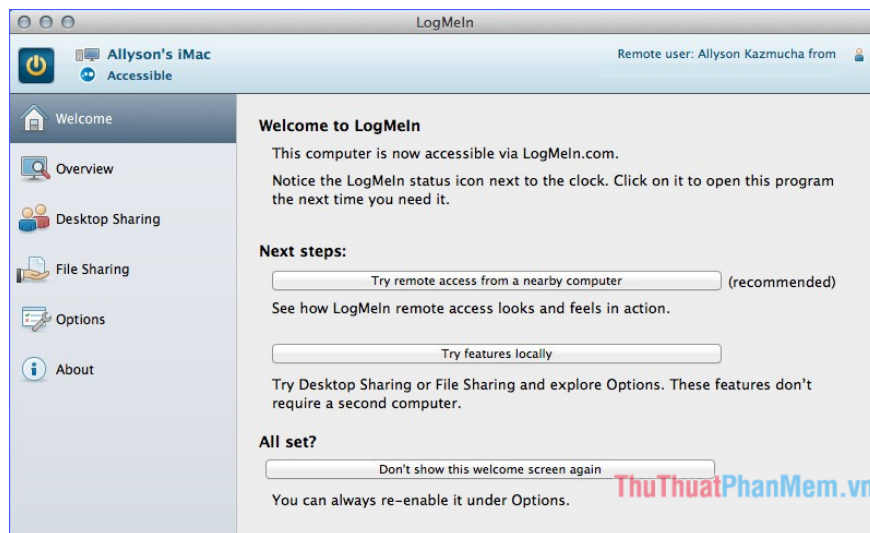 LogMeIn
Allyson's iMac
Accessible
Remote user: Allyson Kazmucha from
Welcome
Overview
Desktop Sharing
File Sharing
Options
About
Welcome to LogMeIn
This computer is now accessible via LogMeIn.com.
Notice the LogMeIn status icon next to the clock. Click on it to open this program
the next time you need it.
Next steps:
Try remote access from a nearby computer (recommended)
See how LogMeIn remote access looks and feels in action.
Try features locally
Try Desktop Sharing or File Sharing and explore Options. These features don't
require a second computer.
All set?
Don't show this welcome screen again
You can always re-enable it under Options.
ThuThuatPhanMem.vn